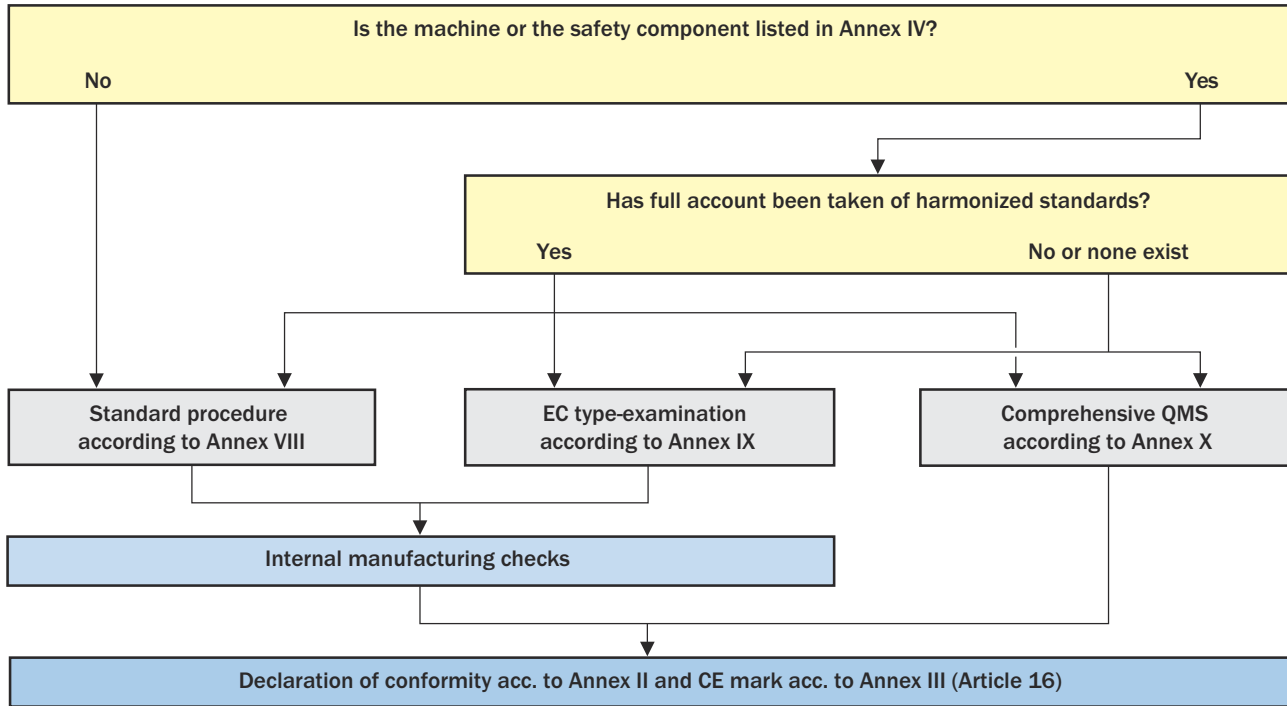 Is the machine or the safety component listed in Annex IV?
No
Yes
Has full account been taken of harmonized standards?
Yes
No or none exist
Standard procedure
according to Annex VIII
EC type-examination
according to Annex IX
Comprehensive QMS
according to Annex X
Internal manufacturing checks
Declaration of conformity acc. to Annex II and CE mark acc. to Annex III (Article 16)